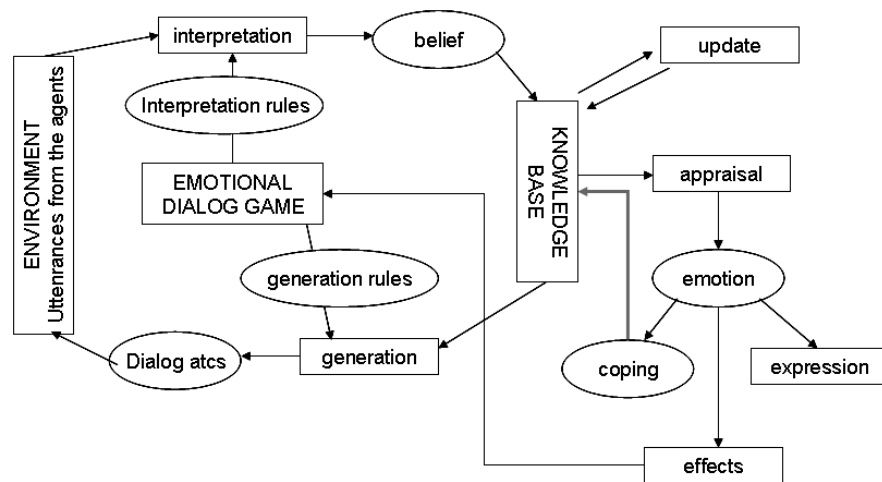 interpretation
belief
update
ENVIRONMENT
Uttenrances from the agents
Interpretation rules
KNOWLEDGE
BASE
EMOTIONAL
DIALOG GAME
appraisal
generation rules
emotion
Dialog atcs
generation
coping
expression
effects